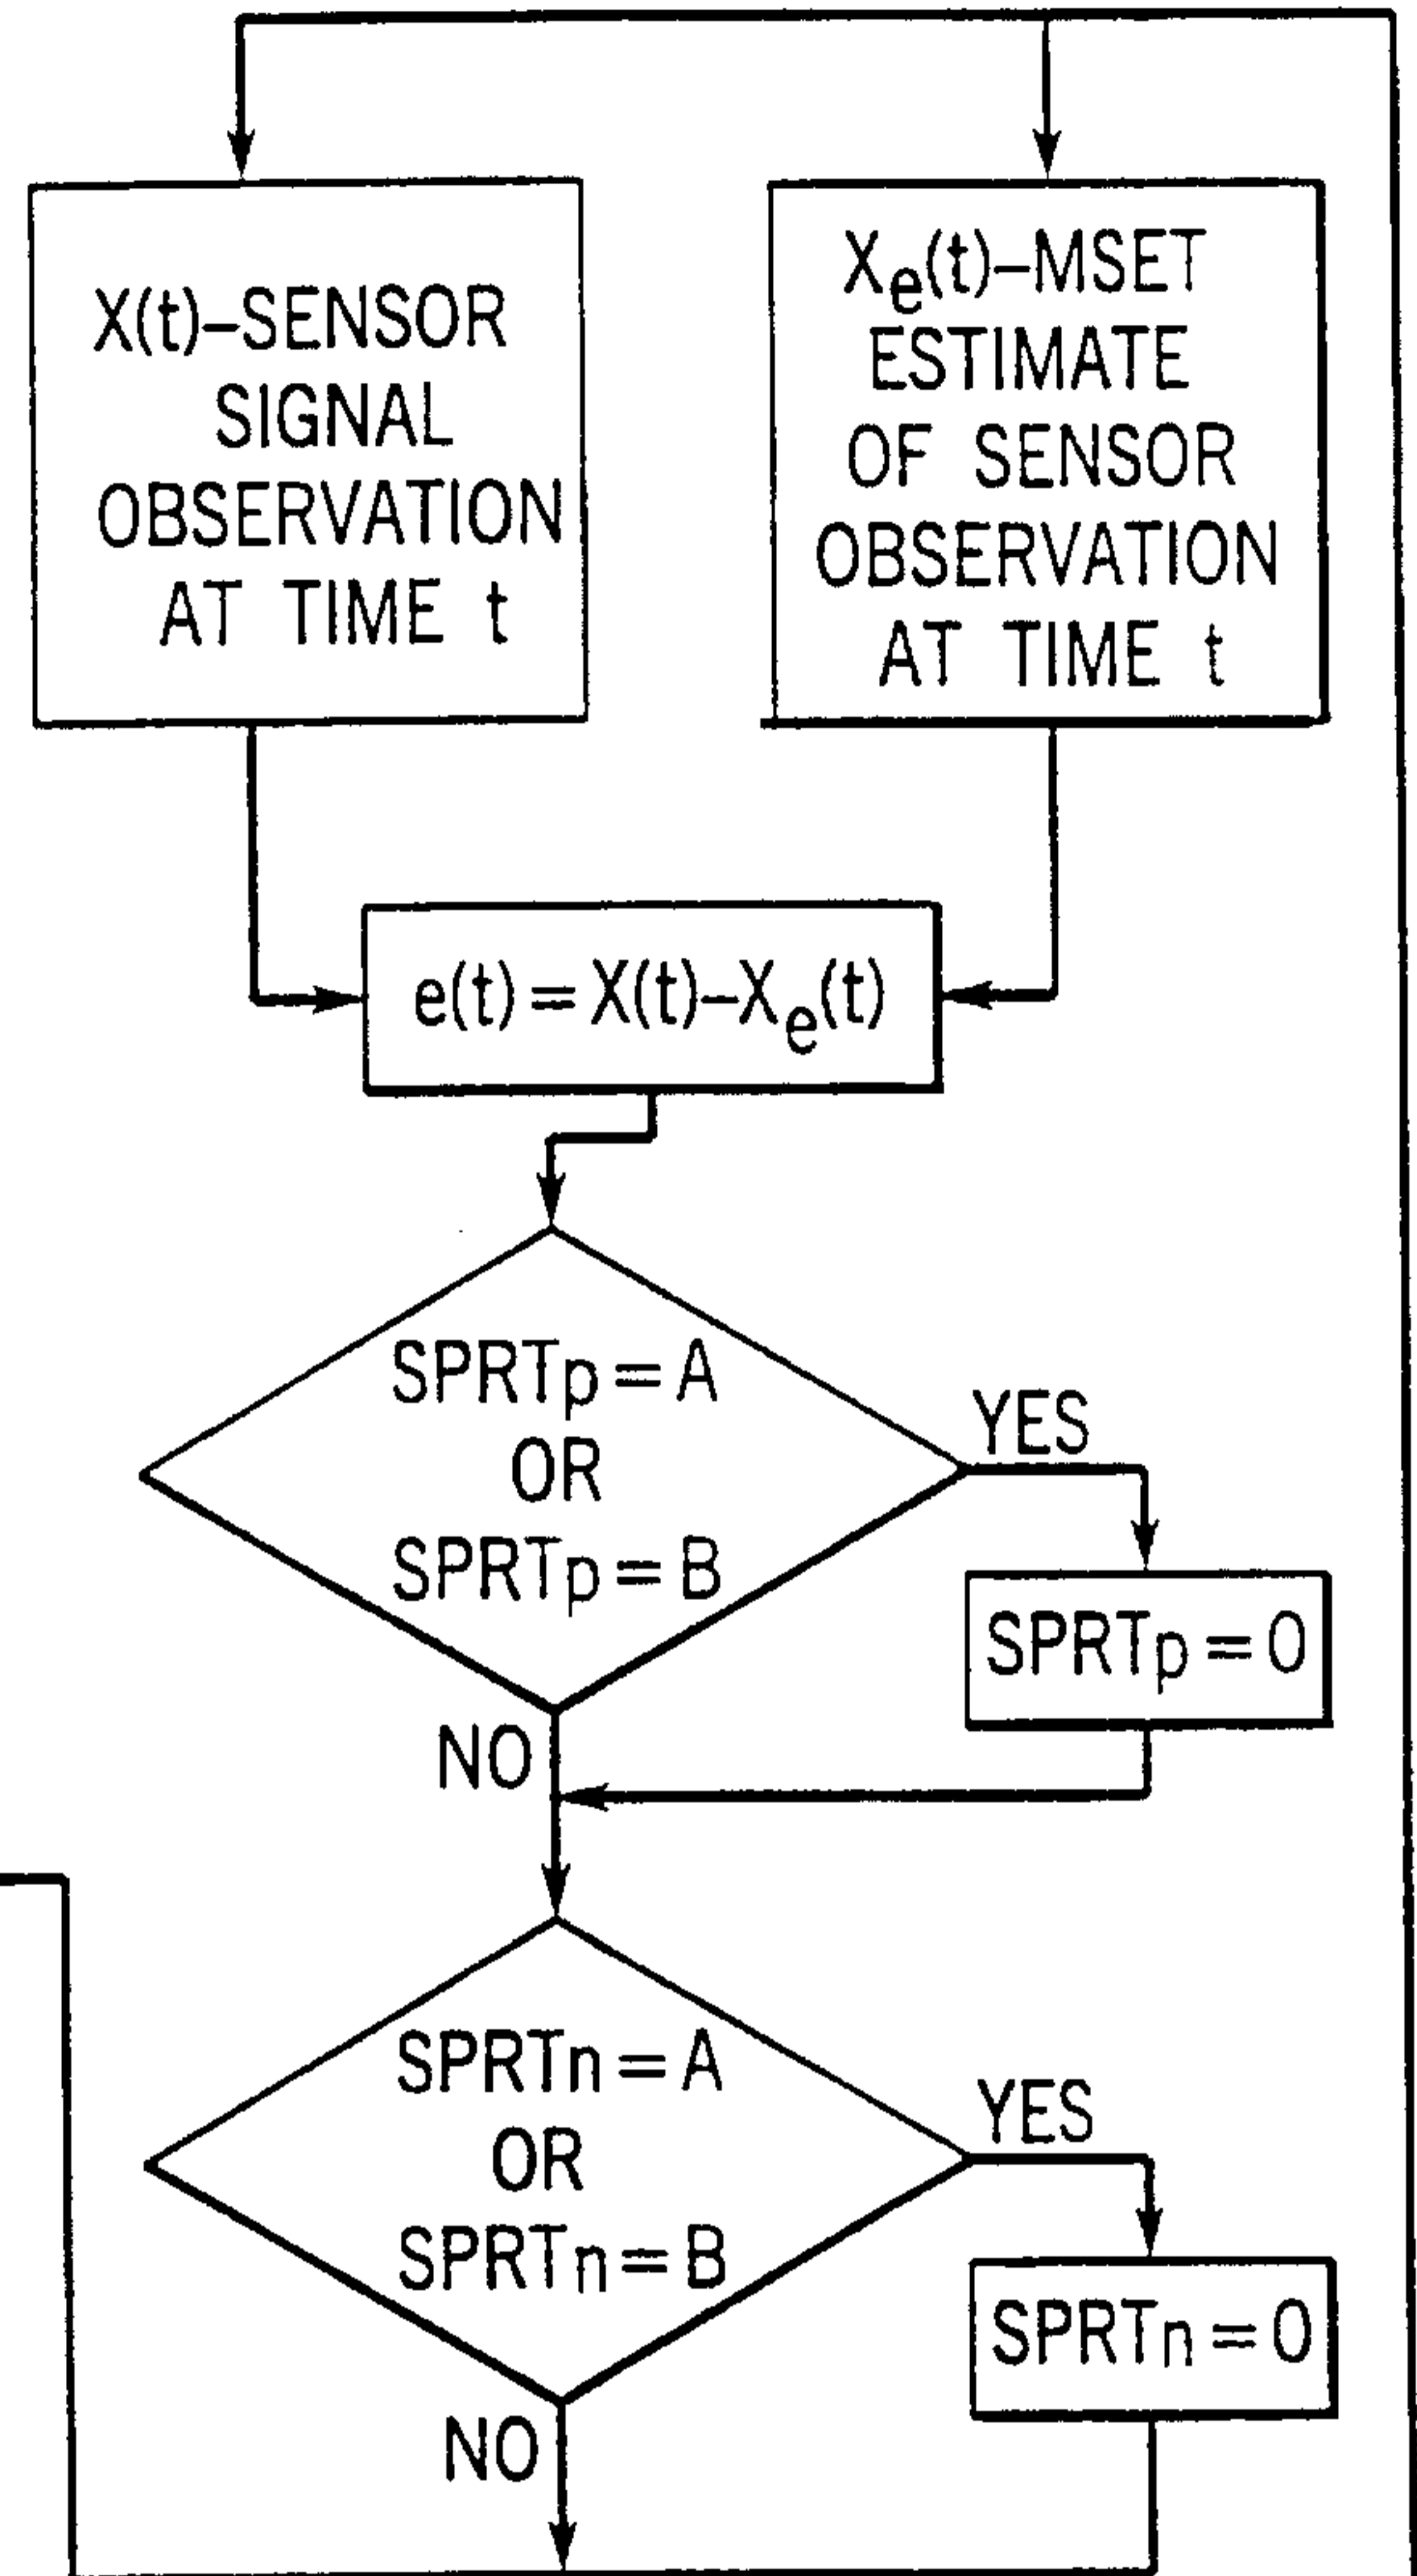 X(t)–SENSOR
SIGNAL
OBSERVATION
AT TIME t
Xe(t)–MSET
ESTIMATE
OF SENSOR
OBSERVATION
AT TIME t
e(t) = X(t)–Xe(t)
SPRTp = A
OR
SPRTp = B
YES
SPRTp = 0
NO
SPRTn = A
OR
SPRTn = B
YES
SPRTn = 0
NO